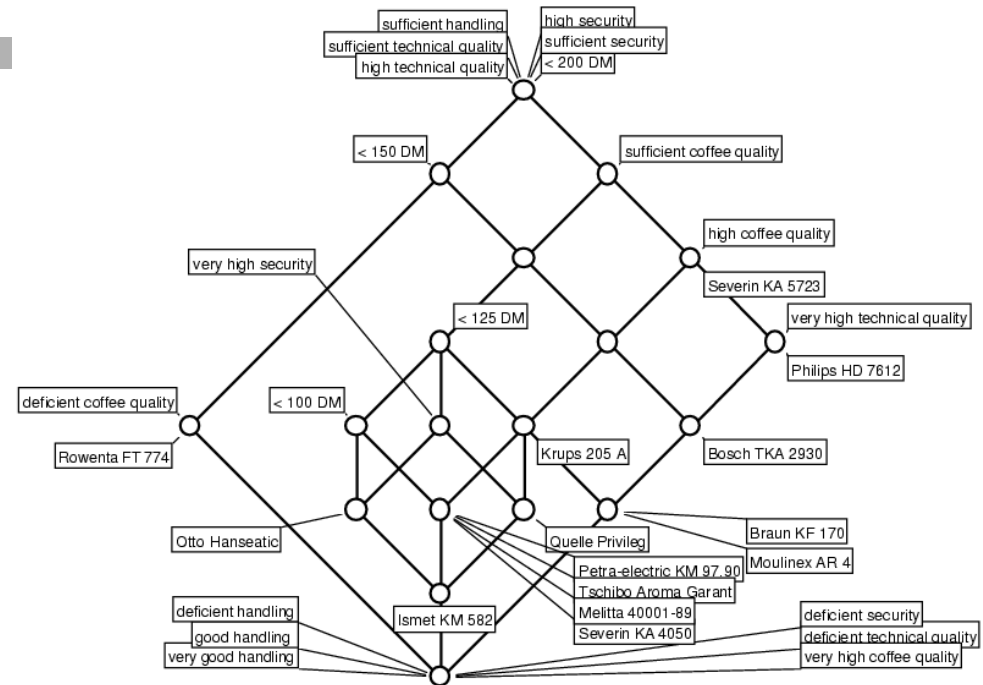 sufficient handling
high security
sufficient technical quality
sufficient security
high technical quality
< 200 DM
< 150 DM
sufficient coffee quality
high coffee quality
very high security
Severin KA 5723
< 125 DM
very high technical quality
Philips HD 7612
deficient coffee quality
< 100 DM
Rowenta FT 774
Krups 205 A
Bosch TKA 2930
Otto Hanseatic
Quelle Privileg
Braun KF 170
Moulinex AR 4
Petra-electric KM 97.90
Tschibo Aroma Garant
Melitta 40001-89
Severin KA 4050
Ismet KM 582
deficient handling
good handling
very good handling
deficient security
deficient technical quality
very high coffee quality